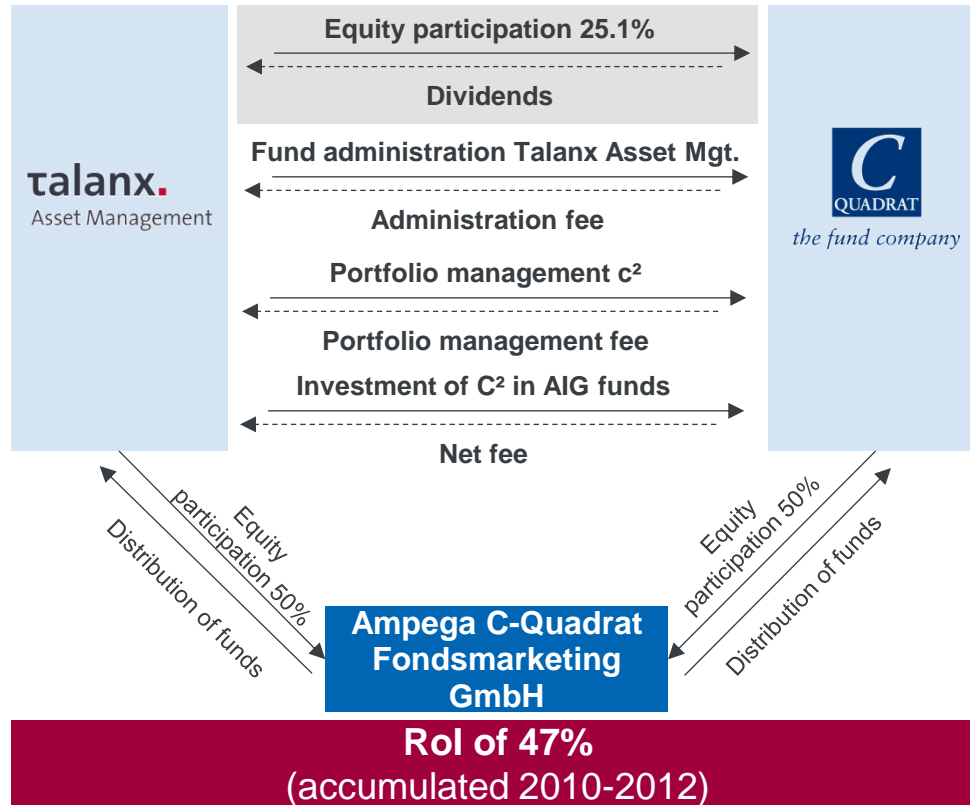 Equity participation 25.1%
Dividends
Fund administration Talanx Asset Mgt.
Administration fee
Portfolio management c²
Portfolio management fee
Investment of C² in AIG funds
Net fee
talanx.
Asset Management
C
QUADRAT
the fund company
Equity
participation 50%
Distribution of funds
Equity
participation 50%
Distribution of funds
Ampega C-Quadrat
Fondsmarketing
GmbH
RoI of 47%
(accumulated 2010-2012)